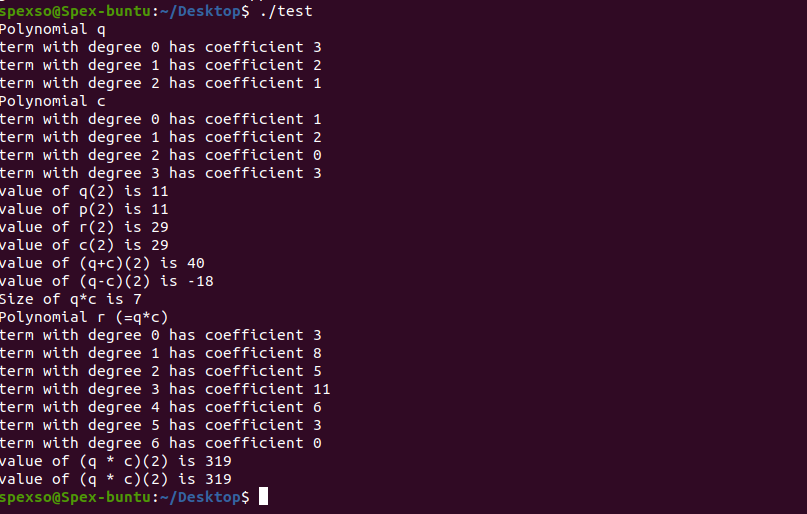 spexso@Spex-buntu:~/Desktop$ ./test
Polynomial q
term with degree 0 has coefficient 3
term with degree 1 has coefficient 2
term with degree 2 has coefficient 1
Polynomial c
term with degree 0 has coefficient 1
term with degree 1 has coefficient 2
term with degree 2 has coefficient 0
term with degree 3 has coefficient 3
value of q(2) is 11
value of p(2) is 11
value of r(2) is 29
value of c(2) is 29
value of (q+c)(2) is 40
value of (q-c)(2) is -18
Size of q*c is 7
Polynomial r (=q*c)
term with degree 0 has coefficient 3
term with degree 1 has coefficient 8
term with degree 2 has coefficient 5
term with degree 3 has coefficient 11
term with degree 4 has coefficient 6
term with degree 5 has coefficient 3
term with degree 6 has coefficient 0
value of (q * c)(2) is 319
value of (q * c)(2) is 319
spexso@Spex-buntu:~/Desktop$